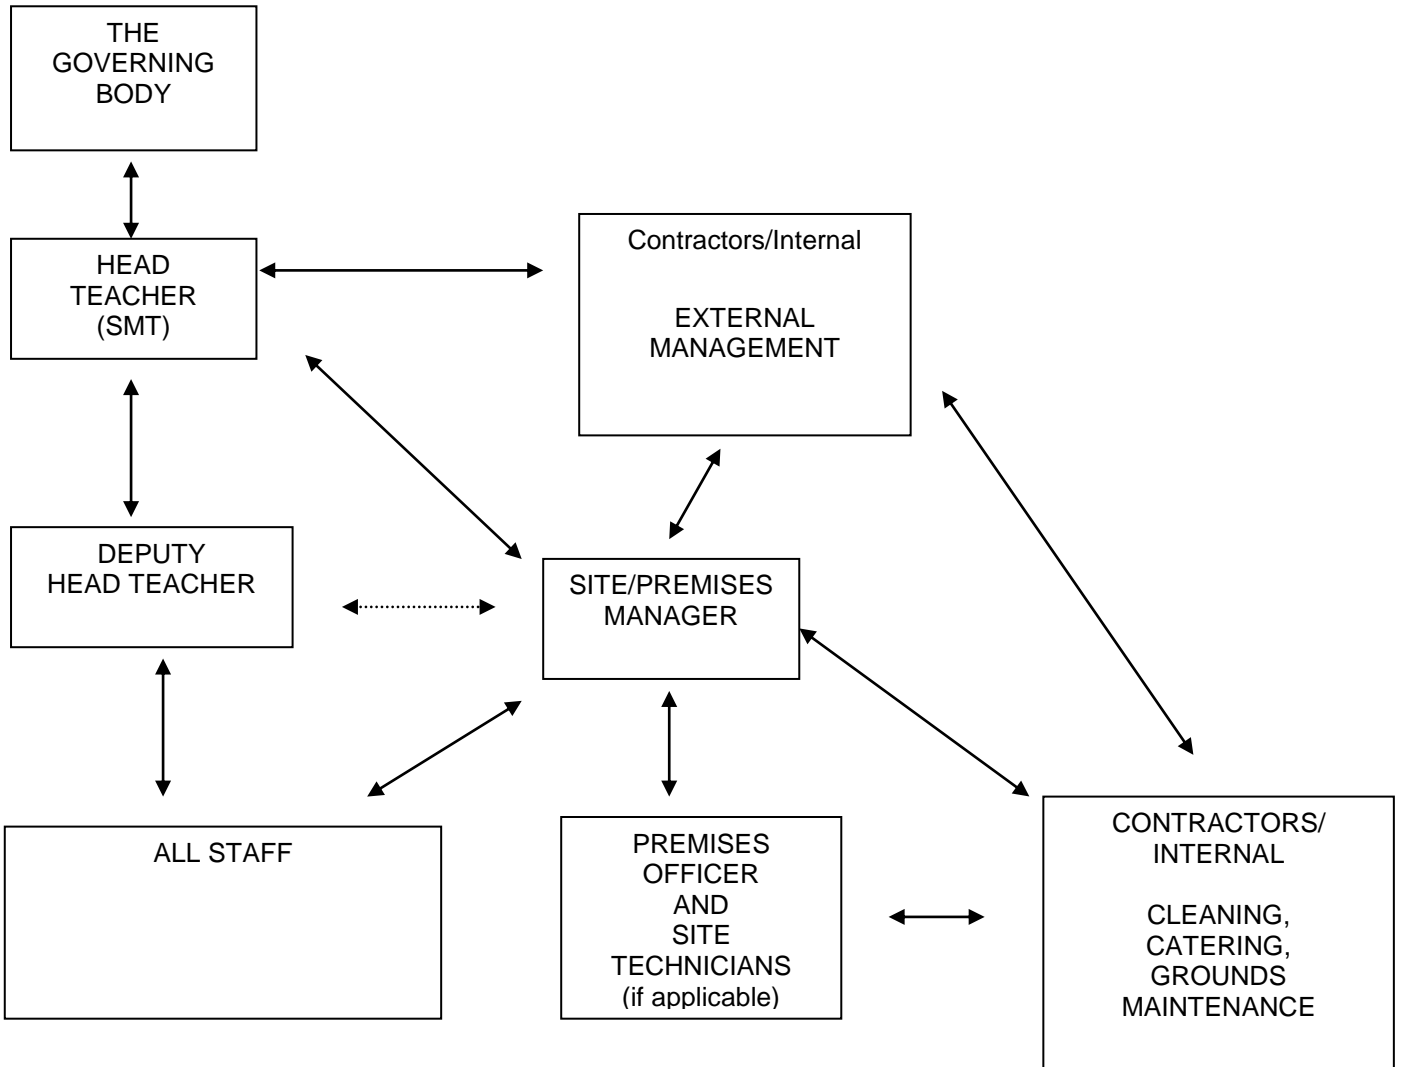 THE
GOVERNING
BODY
HEAD
TEACHER
(SMT)
Contractors/Internal
EXTERNAL
MANAGEMENT
DEPUTY
HEAD TEACHER
SITE/PREMISES
MANAGER
ALL STAFF
PREMISES
OFFICER
AND
SITE
TECHNICIANS
(if applicable)
CONTRACTORS/
INTERNAL
CLEANING,
CATERING,
GROUNDS
MAINTENANCE